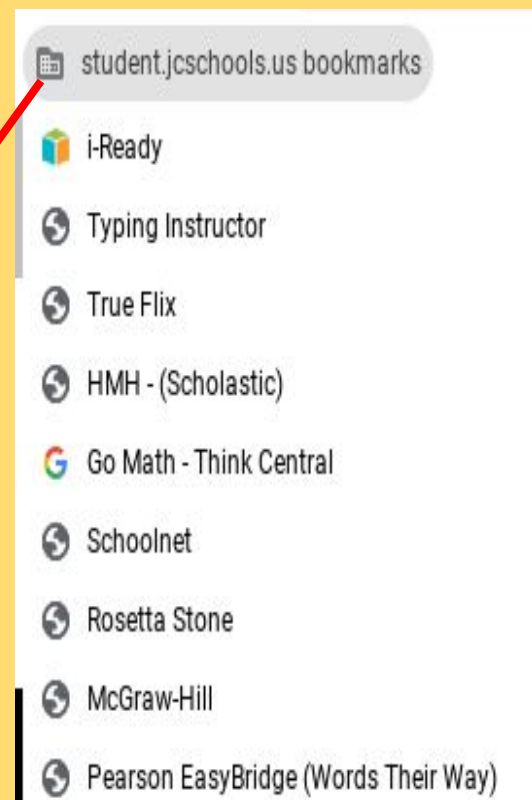 student.jcschools.us bookmarks
i-Ready
Typing Instructor
True Flix
HMH - (Scholastic)
Go Math - Think Central
Schoolnet
Rosetta Stone
McGraw-Hill
Pearson EasyBridge (Words Their Way)